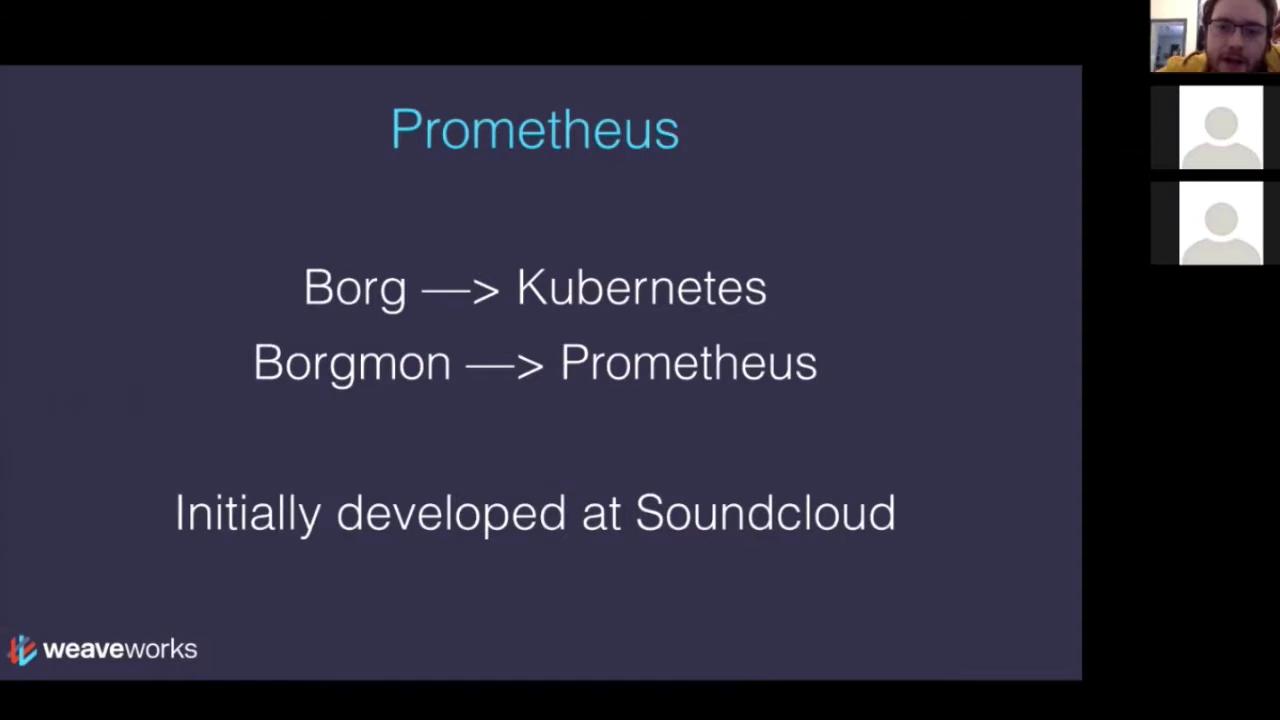 Prometheus
Borg —> Kubernetes
Borgmon —> Prometheus
Initially developed at Soundcloud
weaveworks